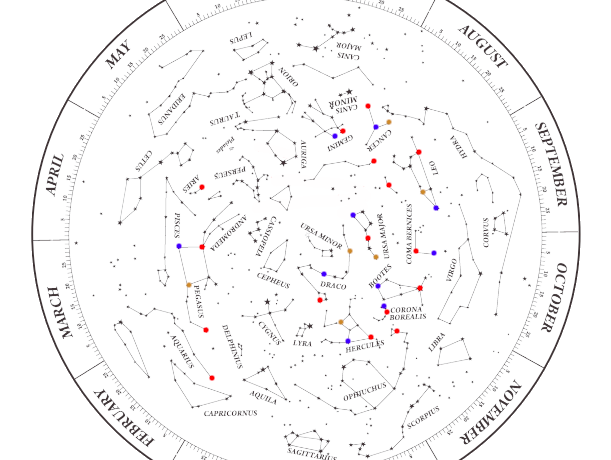 MAY
AUGUST
LEPUS
CANIS
MAJOR
ORION
ERIDANUS
TAURUS
CANIS
MINOR
Pleiades
GEMINI
CANCER
HYDRA
SEPTEMBER
APRIL
CETUS
AURIGA
ARIES
PERSEUS
LEO
PISCES
ANDROMEDA
CASSIOPEIA
URSA MINOR
URSA MAJOR
COMA BERNICES
CORVUS
CEPHEUS
DRACO
BOOTES
VIRGO
OCTOBER
MARCH
PEGASUS
CYGNUS
LYRA
HERCULES
CORONA
BOREALIS
LIBRA
AQUARIUS
DELPHINIUS
AQUILA
OPHIUCHUS
CAPRICORNUS
SCORPIUS
NOVEMBER
FEBRUARY
SAGITTARIUS